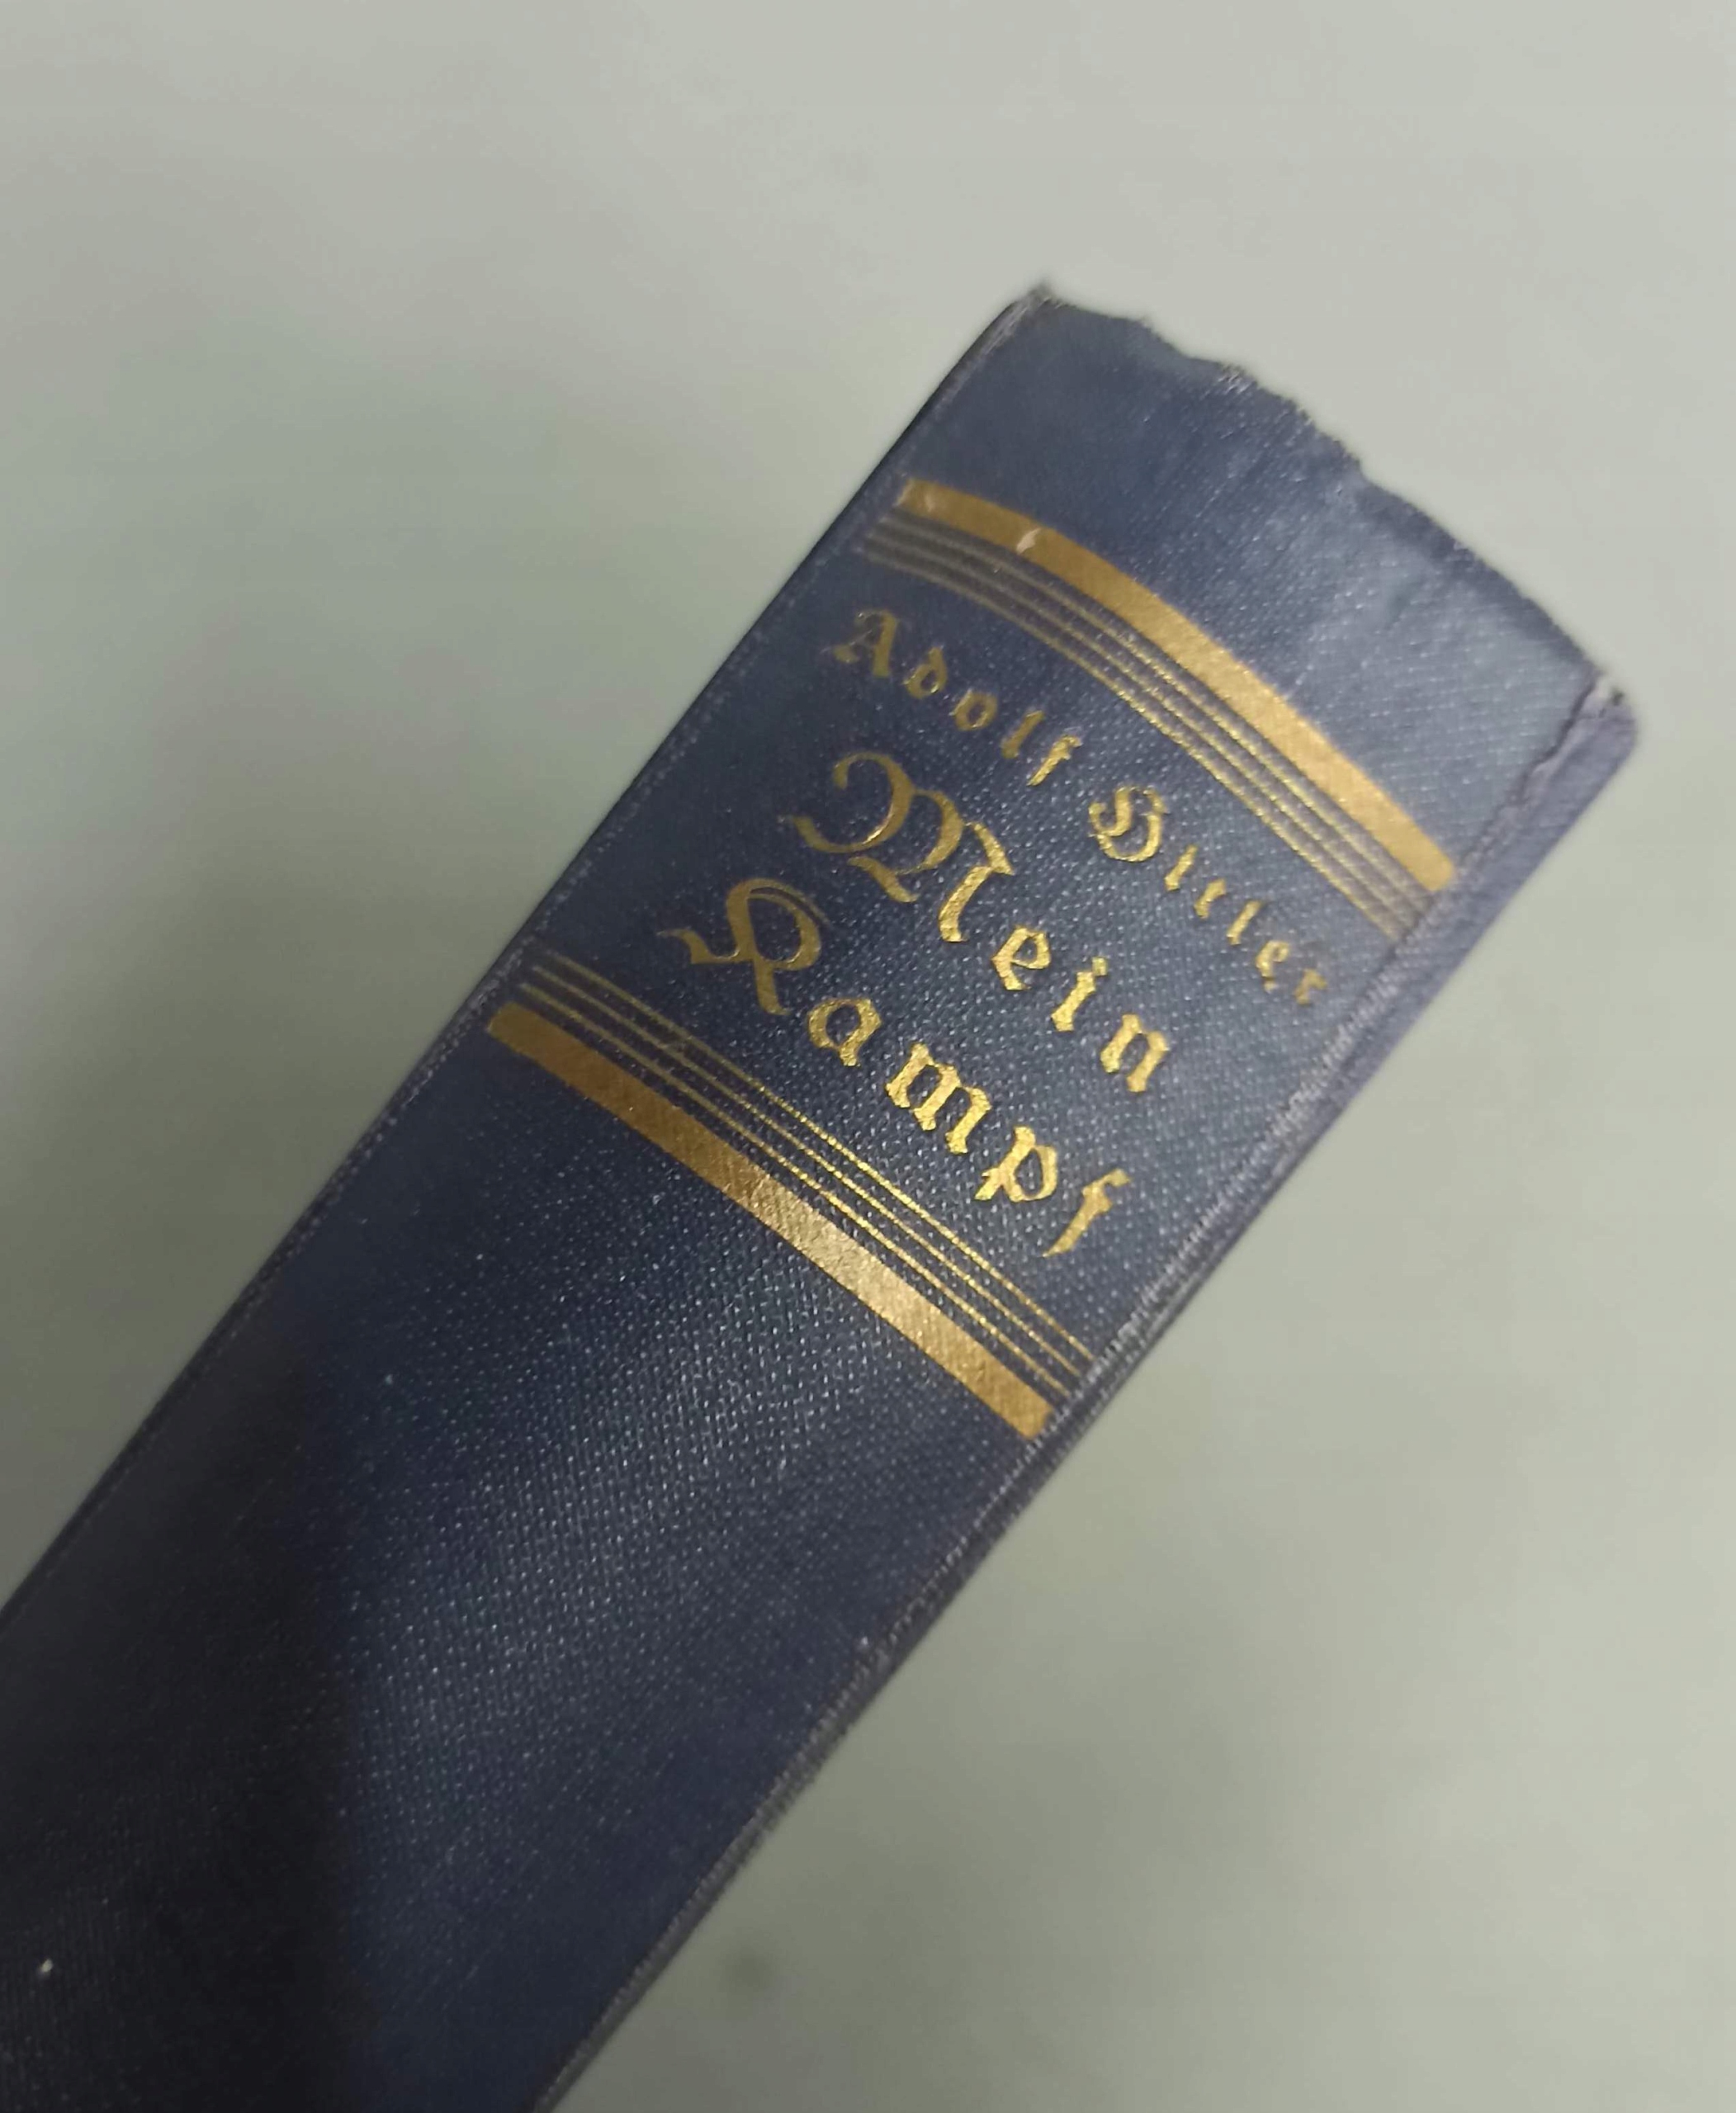 Adolf Hitler
Mein
Kampf